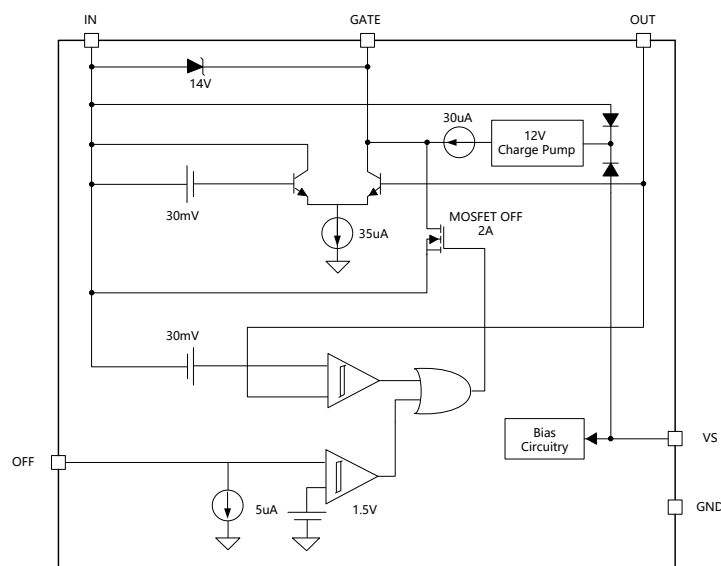 IN
GATE
OUT
14V
30uA
12V
Charge Pump
30mV
35uA
MOSFET OFF
2A
30mV
Bias
Circuitry
VS
OFF
5uA
1.5V
GND